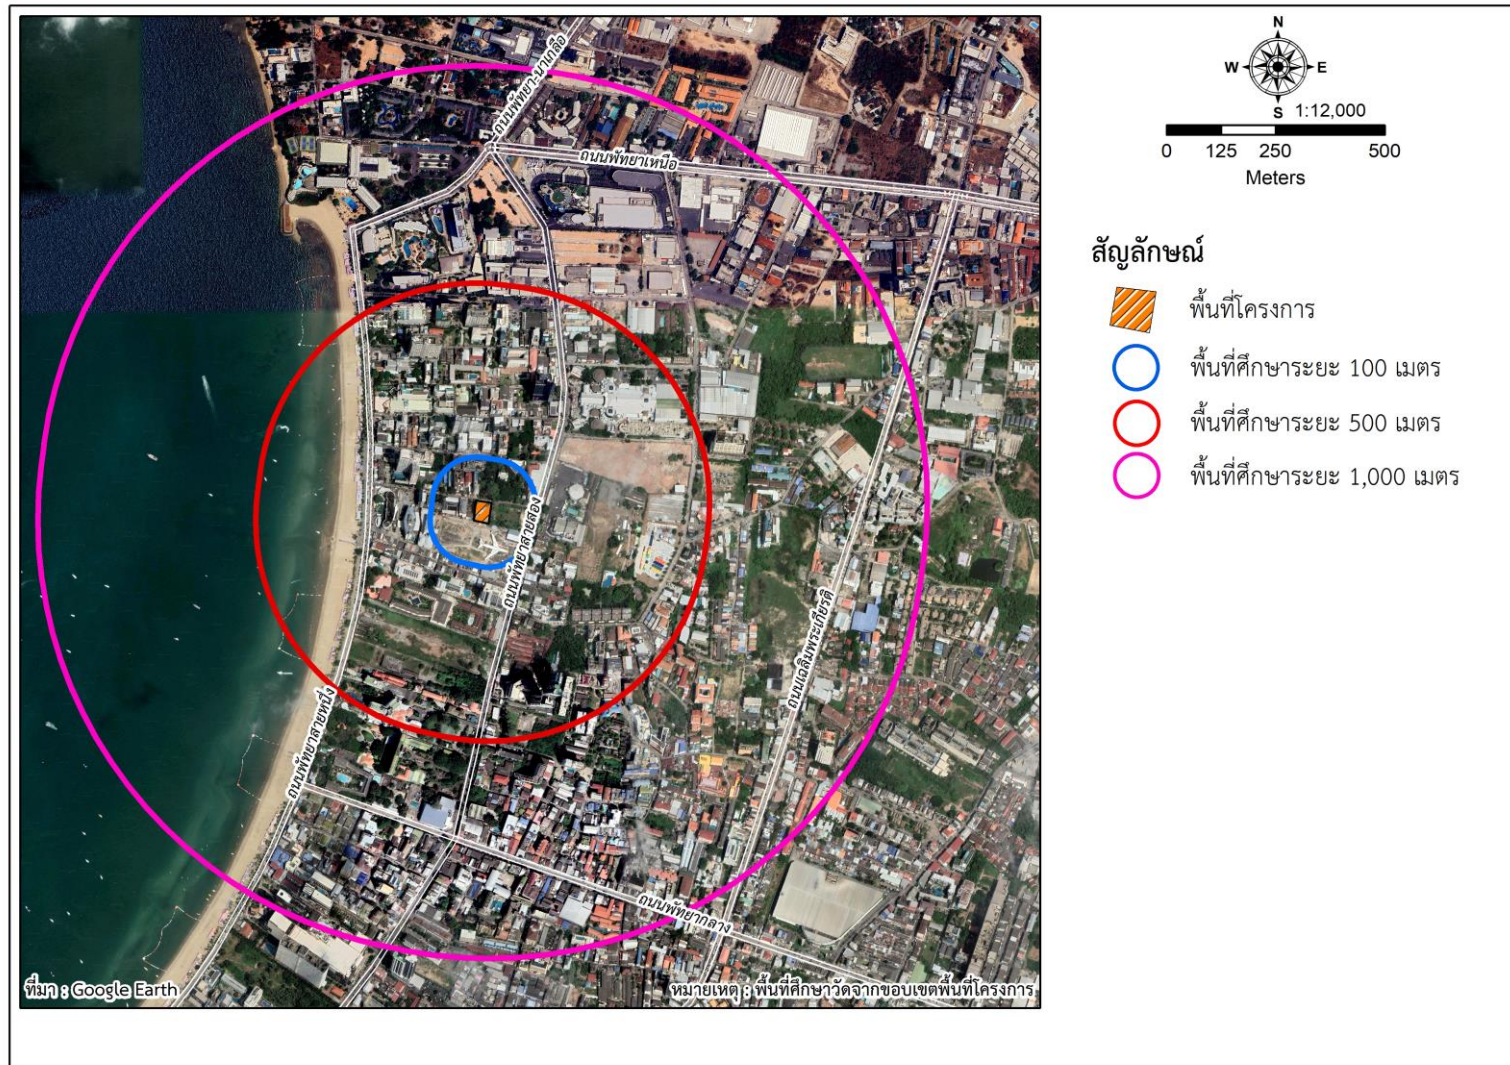 N
W
E
S
1:12,000
0 125 250 500
Meters
สัญลักษณ์
พื้นที่โครงการ
พื้นที่ศึกษาระยะ 100 เมตร
พื้นที่ศึกษาระยะ 500 เมตร
พื้นที่ศึกษาระยะ 1,000 เมตร
ถนนพัทยา-นาเกลือ
ถนนพัทยาเหนือ
ถนนพัทยาสายสอง
ถนนเฉลิมพระเกียรติ
ถนนพัทยาสายหนึ่ง
ถนนพัทยากลาง
ที่มา : Google Earth
หมายเหตุ : พื้นที่ศึกษาวัดจากขอบเขตพื้นที่โครงการ